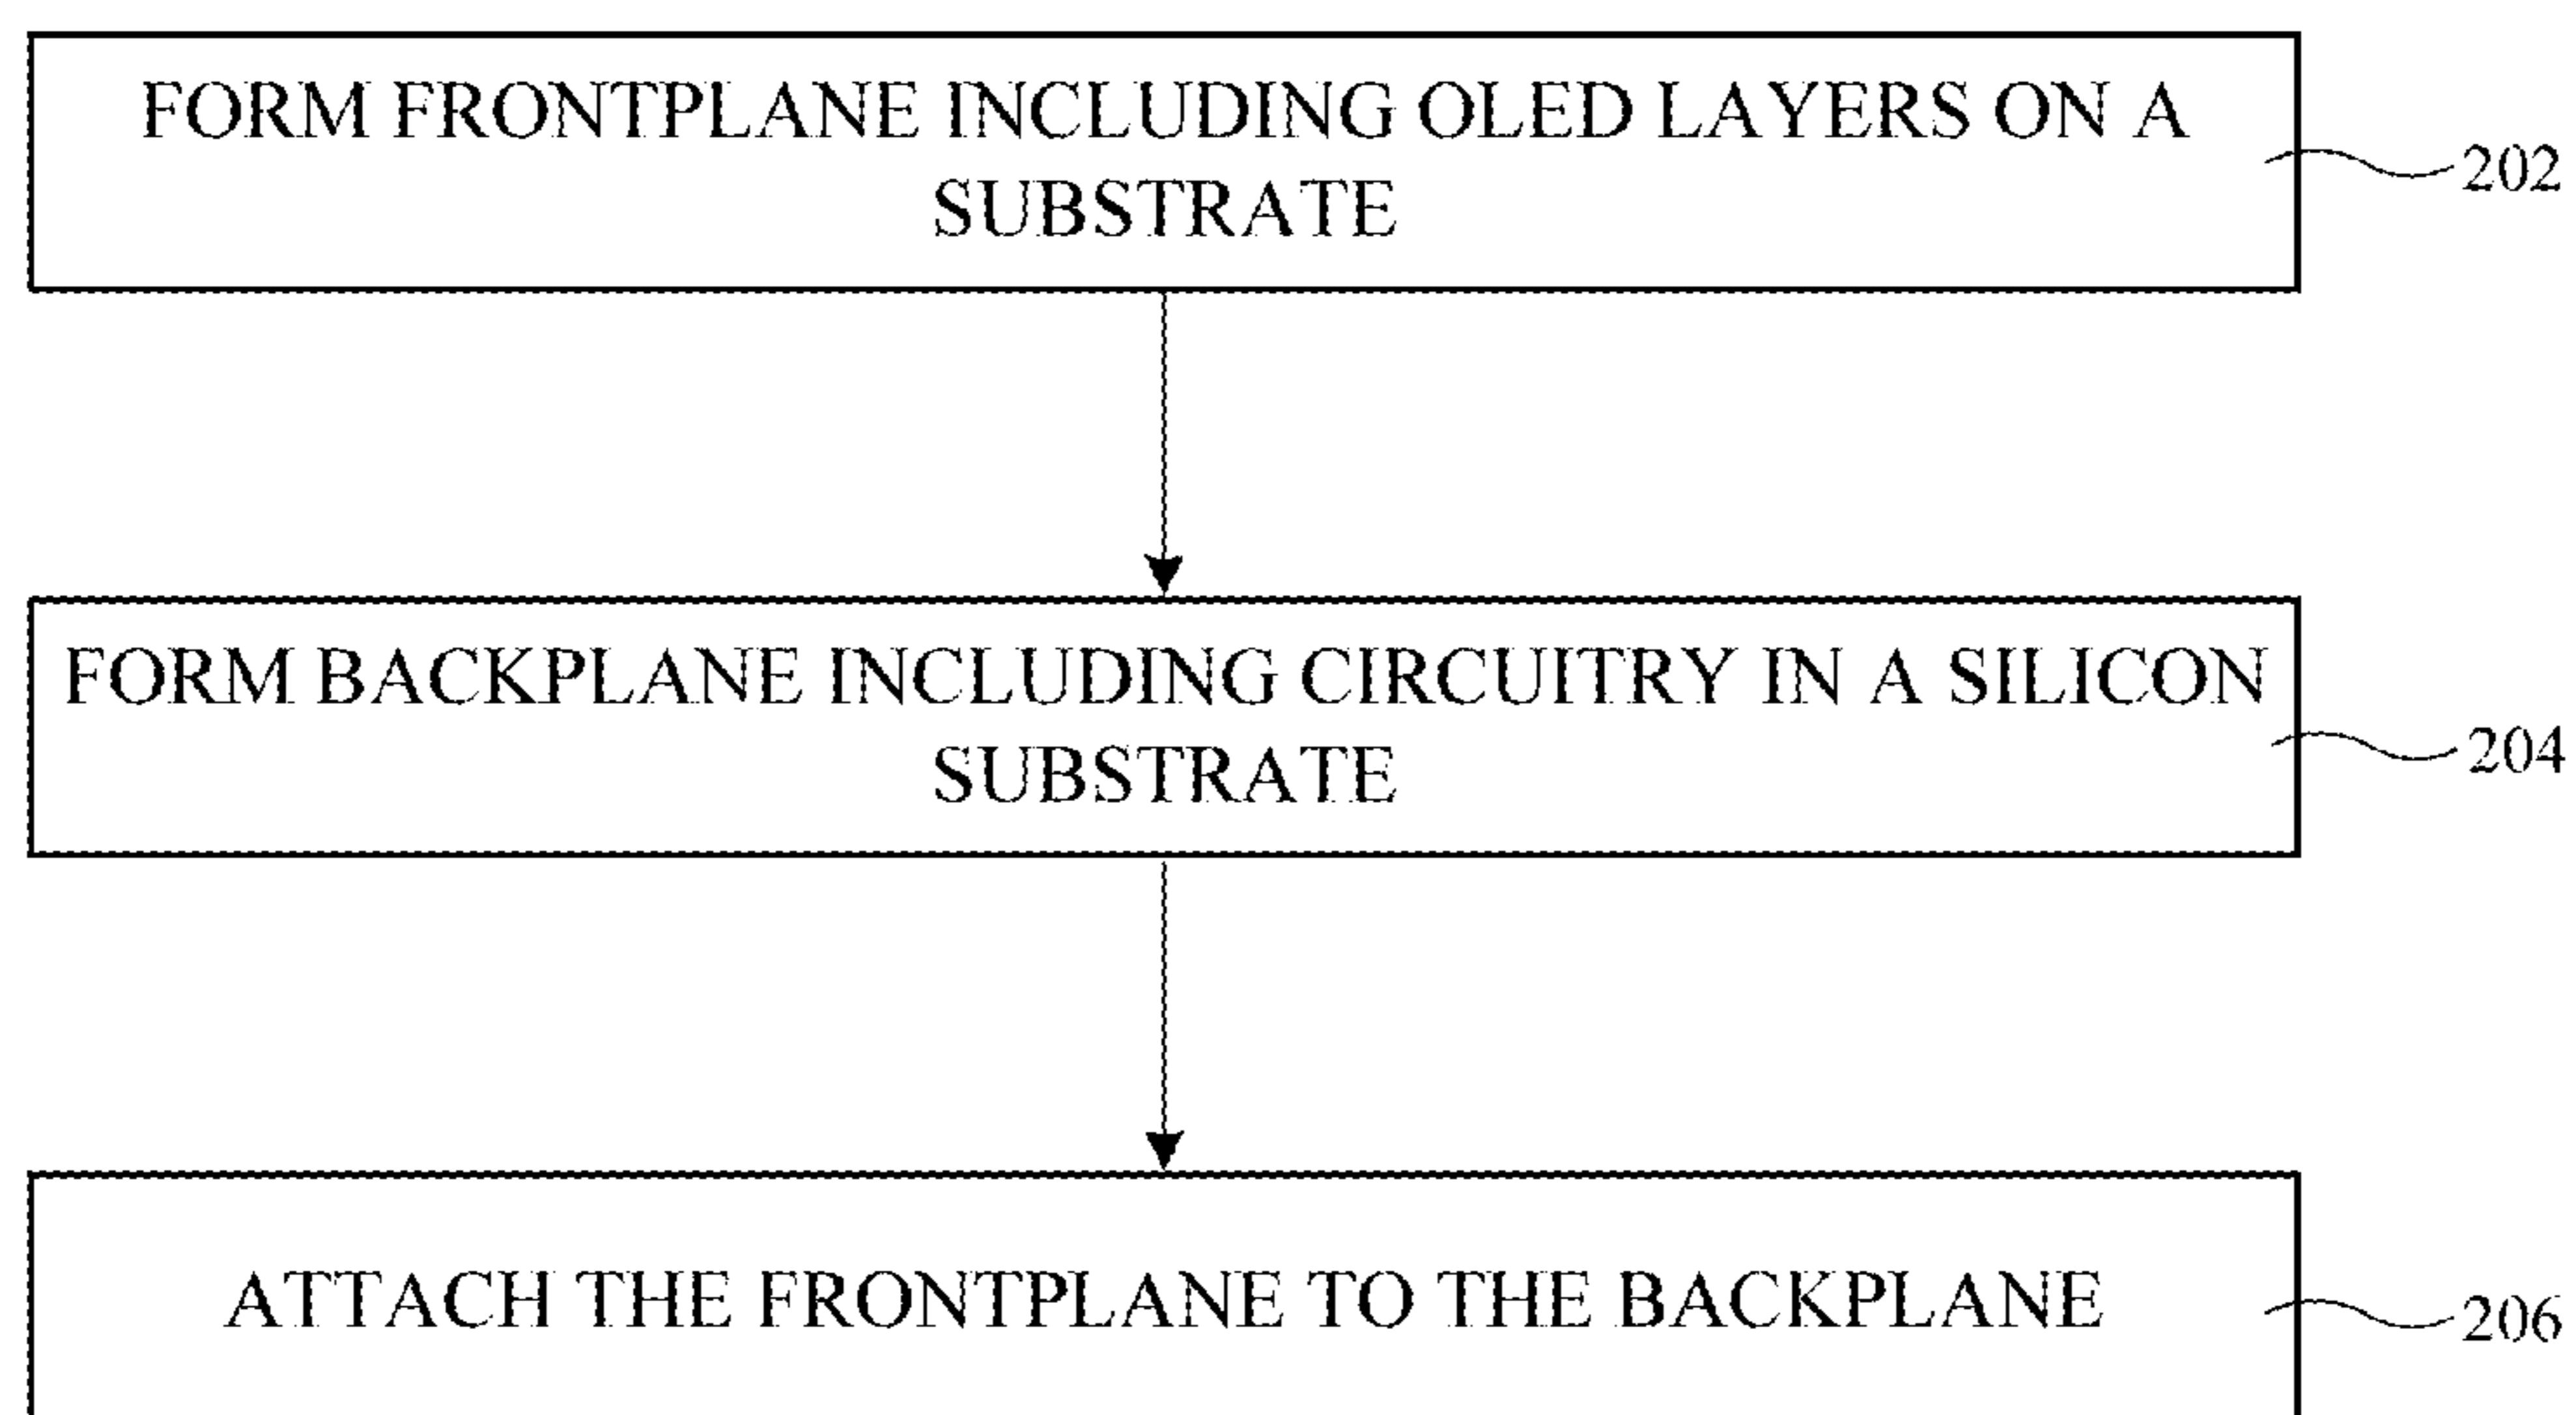 FORM FRONTPLANE INCLUDING OLED LAYERS ON A
SUBSTRATE
202
FORM BACKPLANE INCLUDING CIRCUITRY IN A SILICON
SUBSTRATE
204
ATTACH THE FRONTPLANE TO THE BACKPLANE
206